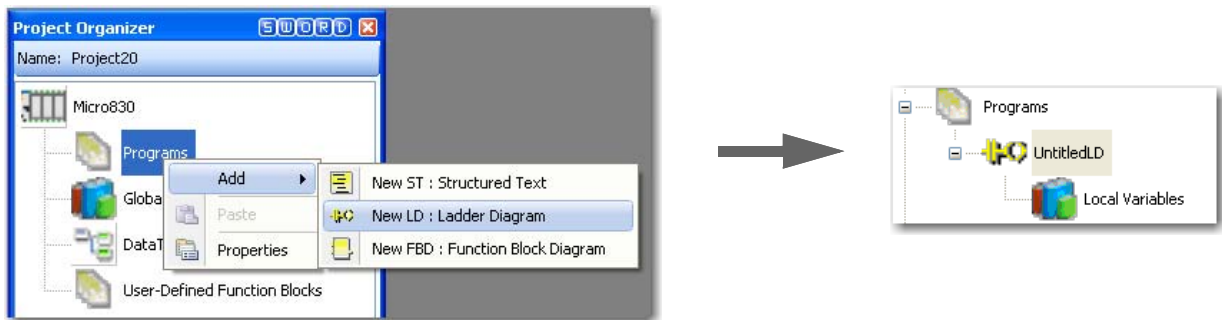 Project Organizer SWORD
Name: Project20
Micro830
Programs
Add
New ST : Structured Text
Globa
Paste
New LD : Ladder Diagram
DataT
Properties
New FBD : Function Block Diagram
User-Defined Function Blocks
Programs
UntitledLD
Local Variables